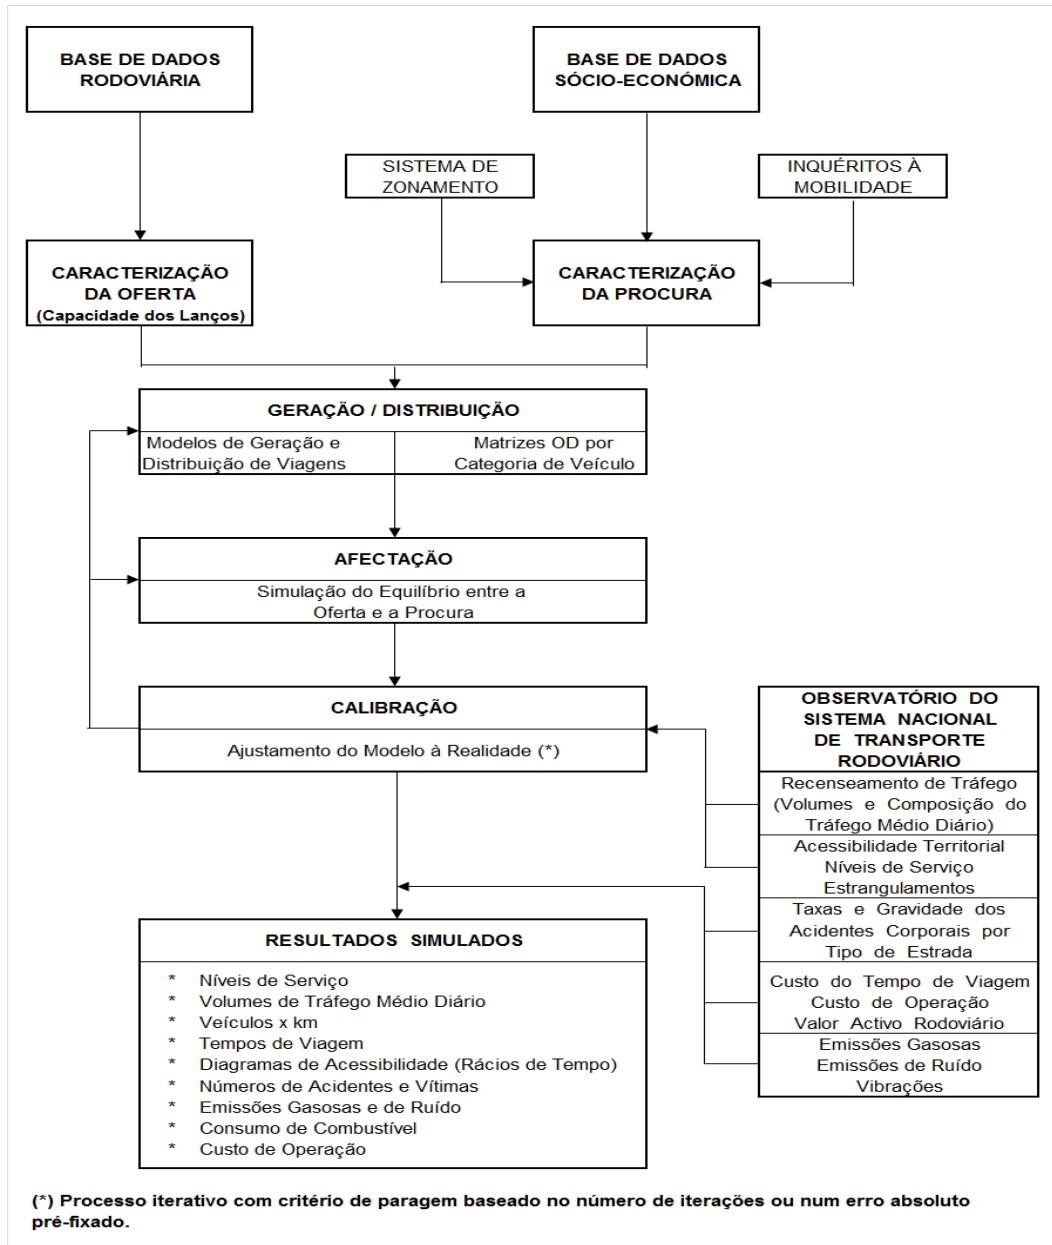 BASE DE DADOS
RODOVIÁRIA
BASE DE DADOS
SÓCIO-ECONÓMICA
SISTEMA DE
ZONAMENTO
INQUÉRITOS À
MOBILIDADE
CARACTERIZAÇÃO
DA OFERTA
(Capacidade dos Lanços)
CARACTERIZAÇÃO
DA PROCURA
GERAÇÃO / DISTRIBUIÇÃO
Modelos de Geração e
Distribuição de Viagens
Matrizes OD por
Categoria de Veículo
AFECTAÇÃO
Simulação do Equilíbrio entre a
Oferta e a Procura
CALIBRAÇÃO
Ajustamento do Modelo à Realidade (*)
OBSERVATÓRIO DO
SISTEMA NACIONAL
DE TRANSPORTE
RODOVIÁRIO
Recenseamento de Tráfego
(Volumes e Composição do
Tráfego Médio Diário)
Acessibilidade Territorial
Níveis de Serviço
Estrangulamentos
Taxas e Gravidade dos
Acidentes Corporais por
Tipo de Estrada
Custo do Tempo de Viagem
Custo de Operação
Valor Activo Rodoviário
Emissões Gasosas
Emissões de Ruído
Vibrações
RESULTADOS SIMULADOS
* Níveis de Serviço
* Volumes de Tráfego Médio Diário
* Veículos x km
* Tempos de Viagem
* Diagramas de Acessibilidade (Rácios de Tempo)
* Números de Acidentes e Vítimas
* Emissões Gasosas e de Ruído
* Consumo de Combustível
* Custo de Operação
(*) Processo iterativo com critério de paragem baseado no número de iterações ou num erro absoluto
pré-fixado.